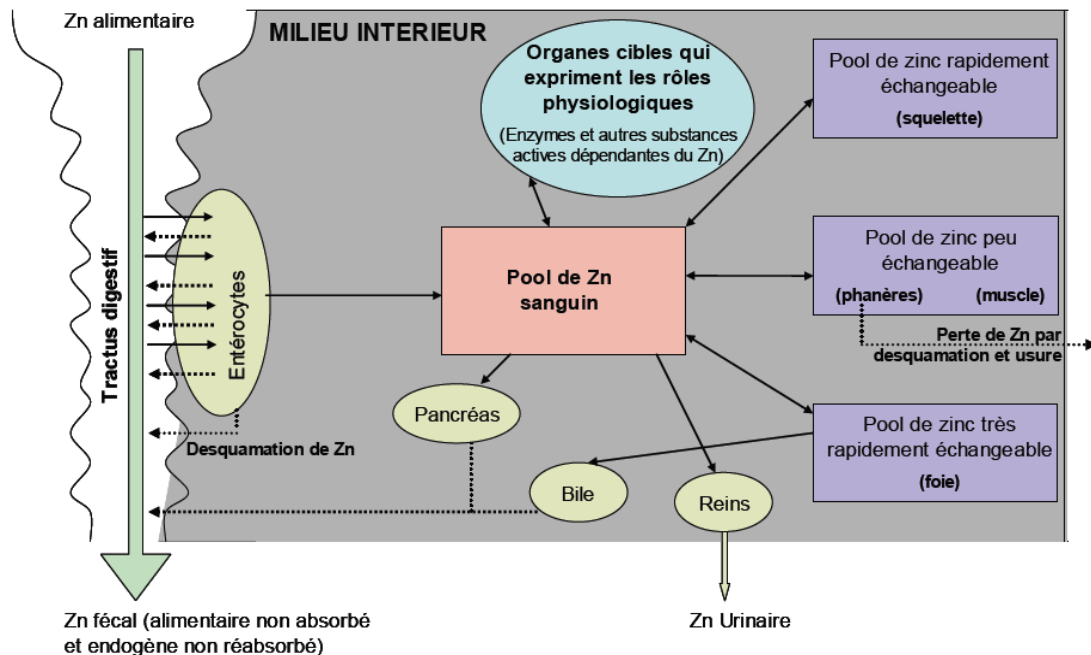 Zn alimentaire
MILIEU INTERIEUR
Organes cibles qui
expriment les rôles
physiologiques
(Enzymes et autres substances
actives dépendantes du Zn)
Pool de zinc rapidement
échangeable
(squelette)
Tractus digestif
Entérocytes
Pool de Zn
sanguin
Pool de zinc peu
échangeable
(phanères) (muscle)
Perte de Zn par
desquamation et usure
Pancréas
Desquamation de Zn
Pool de zinc très
rapidement échangeable
(foie)
Bile
Reins
Zn fécal (alimentaire non absorbé
et endogène non réabsorbé)
Zn Urinaire